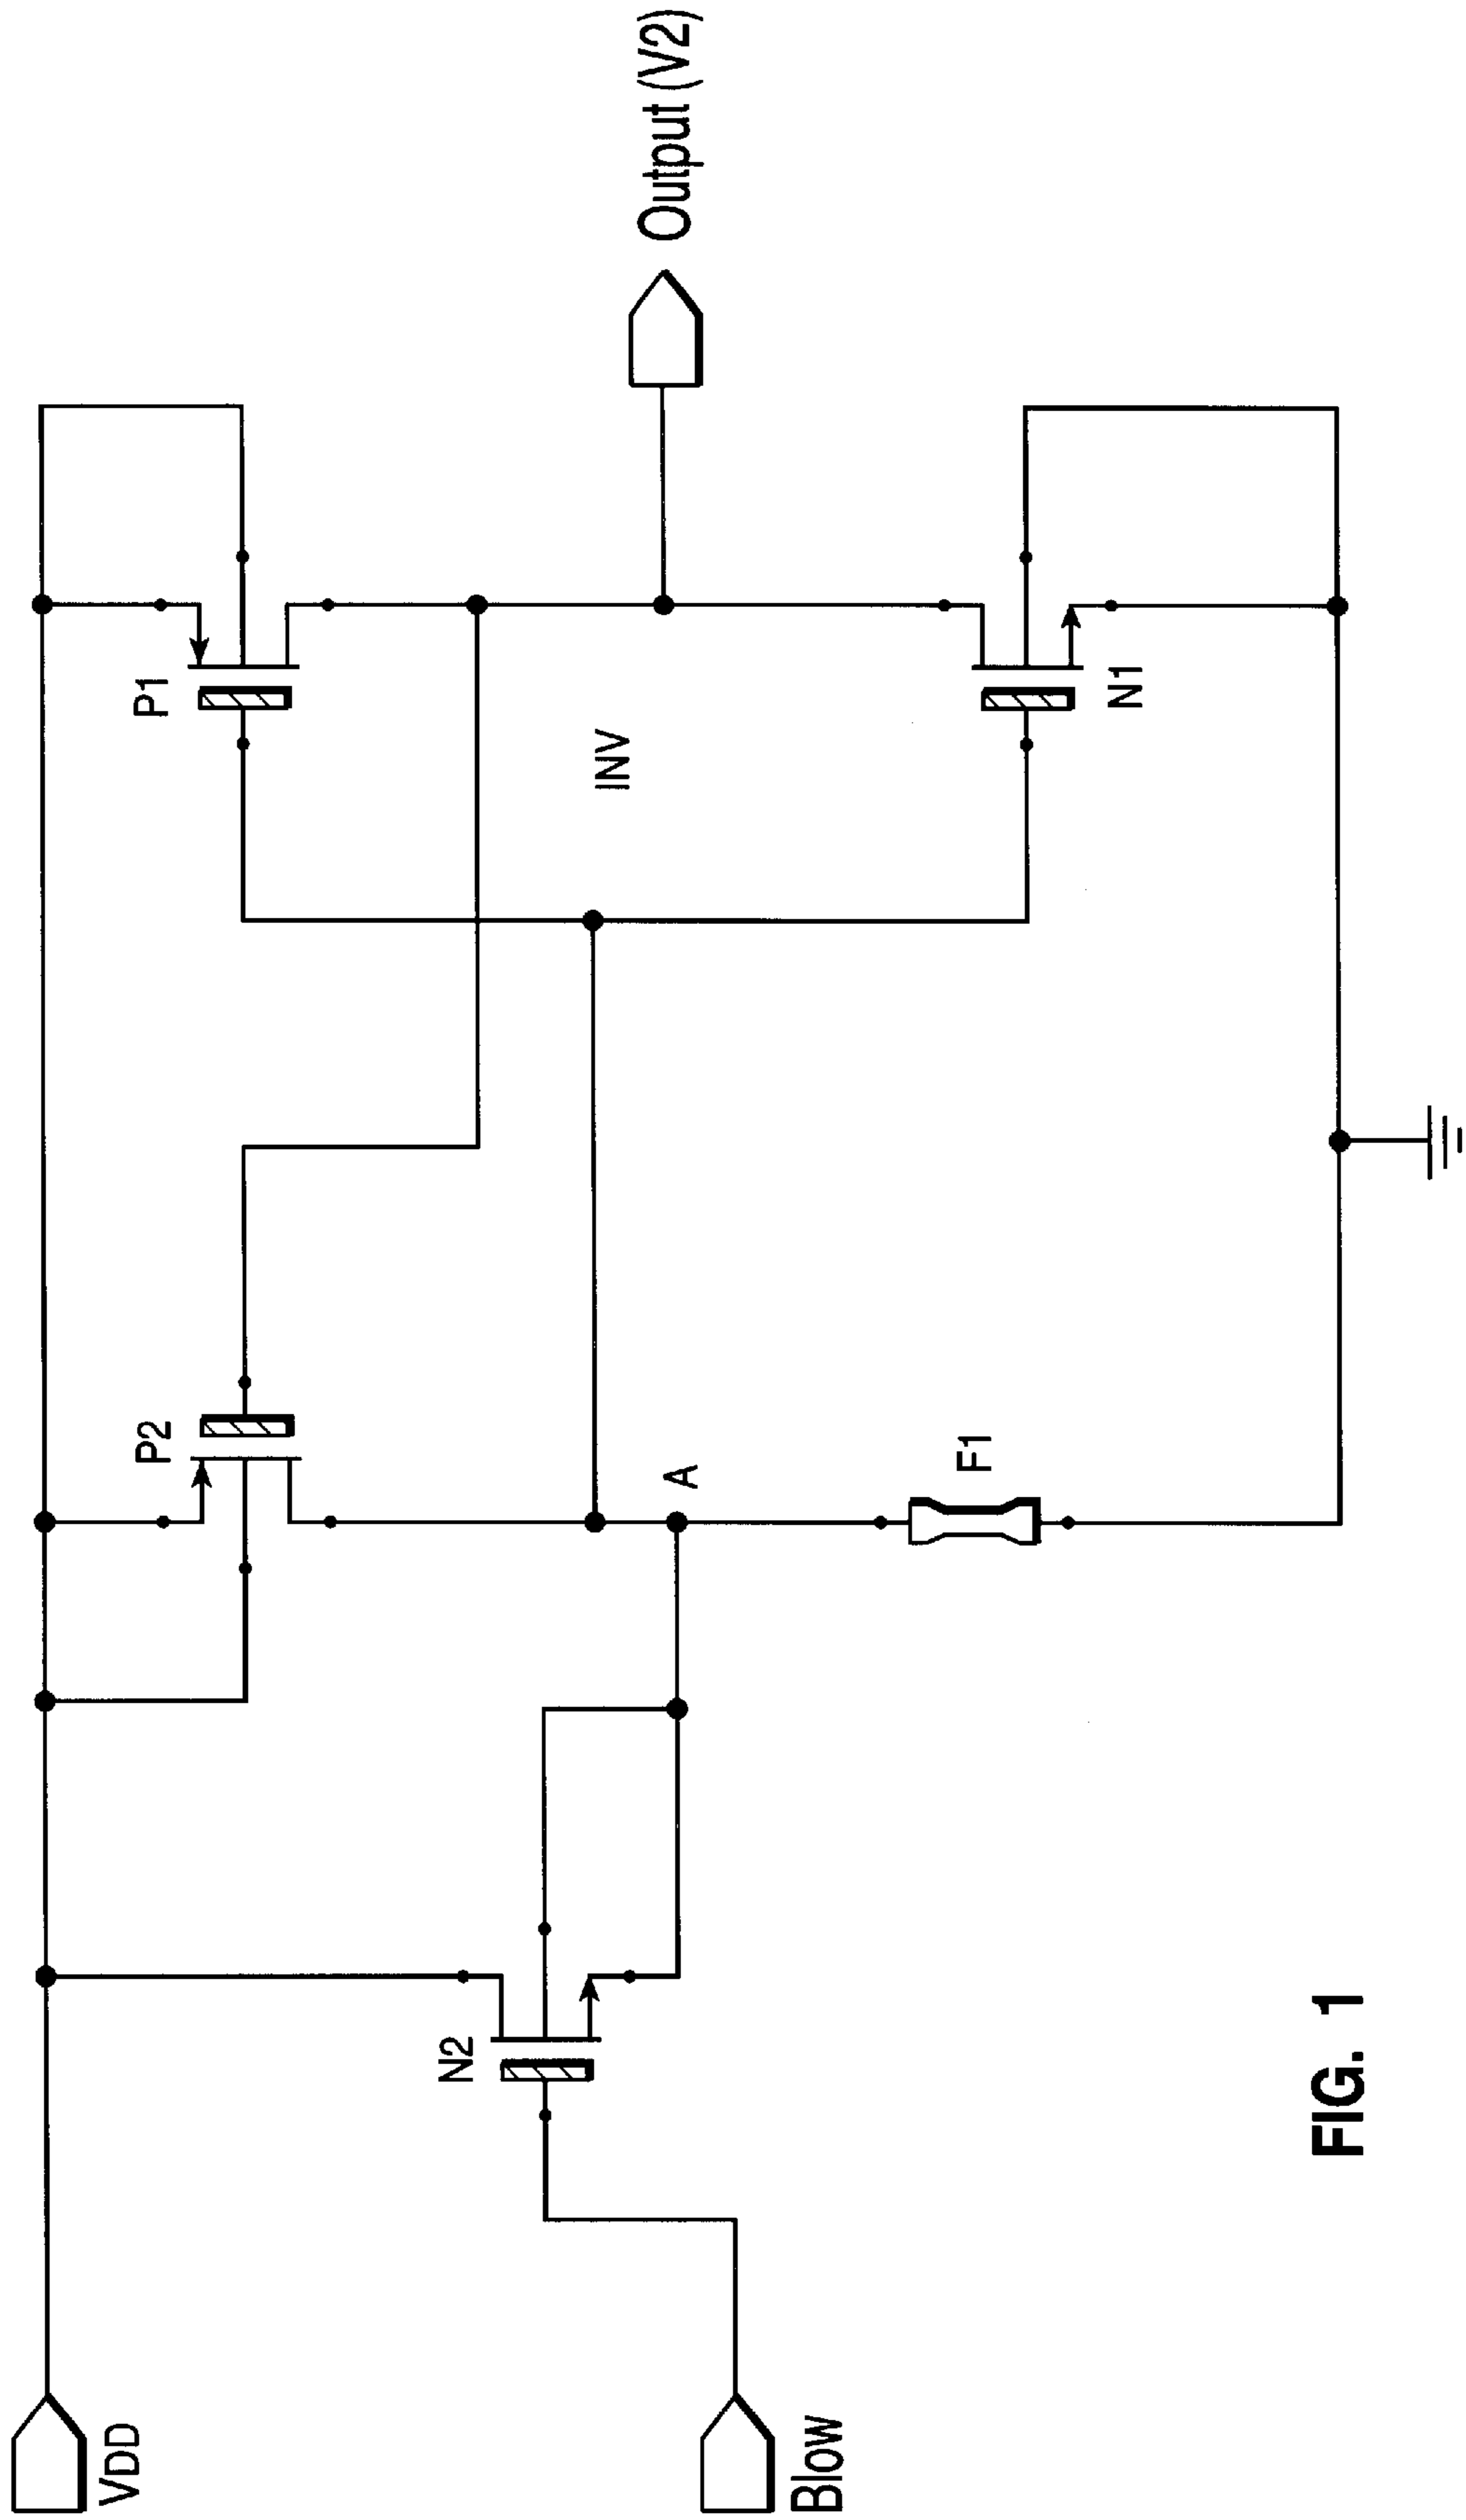 VDD
P2
P1
N2
A
INV
Output (V2)
Blow
F1
N1
FIG. 1